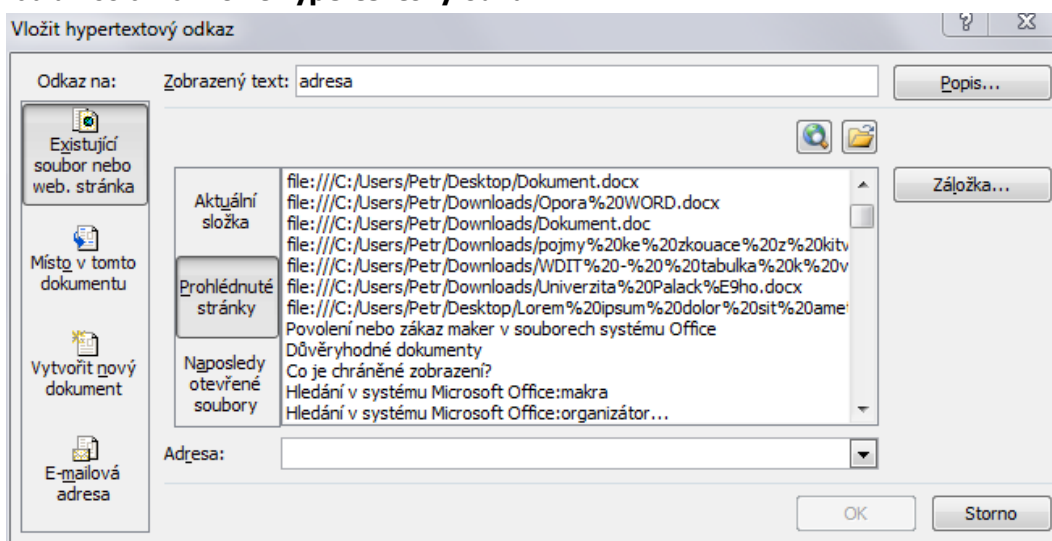 Vložit hypertextový odkaz
Odkaz na:
Zobrazený text: adresa
Popis...
Existující
soubor nebo
web. stránka
Místo v tomto
dokumentu
Vytvořit nový
dokument
E-mailová
adresa
Aktuální
složka
Prohlédnuté
stránky
Naposledy
otevřené
soubory
file:///C:/Users/Petr/Desktop/Dokument.docx
file:///C:/Users/Petr/Downloads/Opora%20WORD.docx
file:///C:/Users/Petr/Downloads/Dokument.doc
file:///C:/Users/Petr/Downloads/pojmy%20ke%20zkouace%20z%20kitv
file:///C:/Users/Petr/Downloads/WDIT%20-%20%20tabulka%20k%20v
file:///C:/Users/Petr/Downloads/Univerzita%20Palack%E9ho.docx
file:///C:/Users/Petr/Desktop/Lorem%20ipsum%20dolor%20sit%20ame
Povolení nebo zákaz maker v souborech systému Office
Důvěryhodné dokumenty
Co je chráněné zobrazení?
Hledání v systému Microsoft Office:makra
Hledání v systému Microsoft Office:organizátor...
Záložka...
Adresa:
OK
Storno